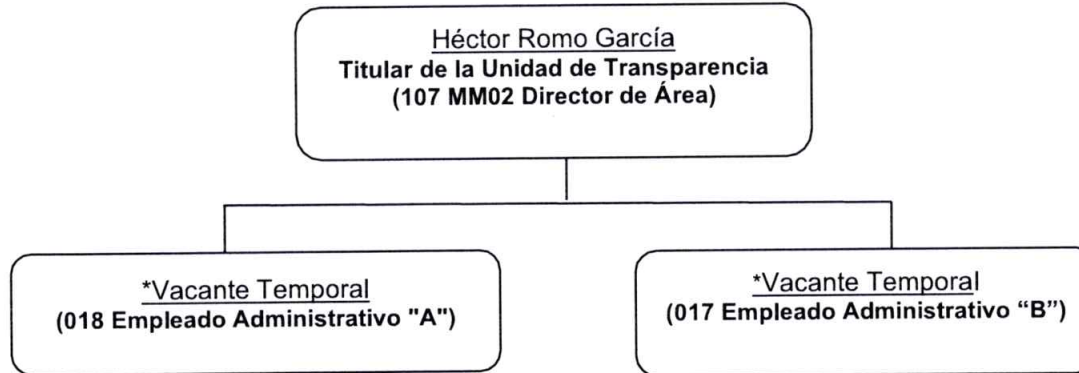 Héctor Romo García
Titular de la Unidad de Transparencia
(107 MM02 Director de Área)
*Vacante Temporal
(018 Empleado Administrativo "A")
*Vacante Temporal
(017 Empleado Administrativo “B”)